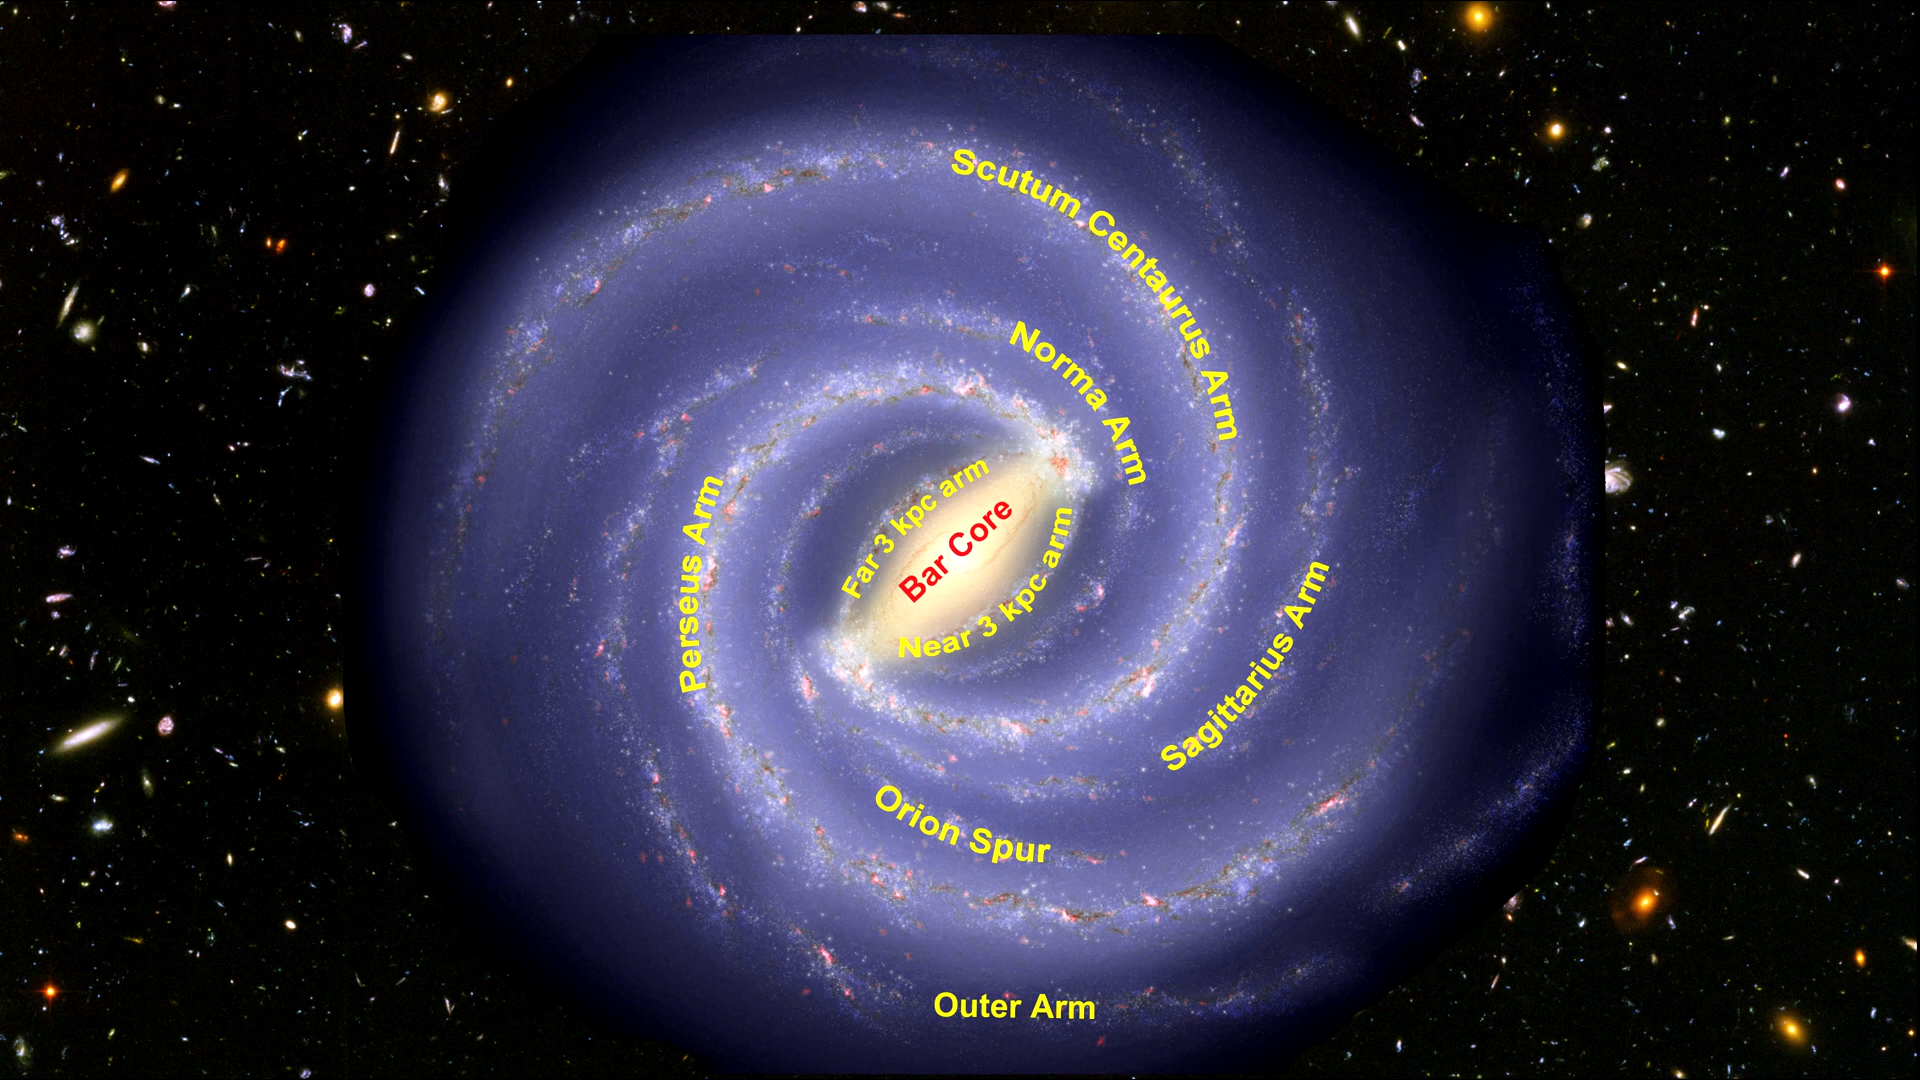 Scutum Centaurus Arm
Norma Arm
Far 3 kpc arm
Bar Core
Perseus Arm
Near 3 kpc arm
Sagittarius Arm
Orion Spur
Outer Arm